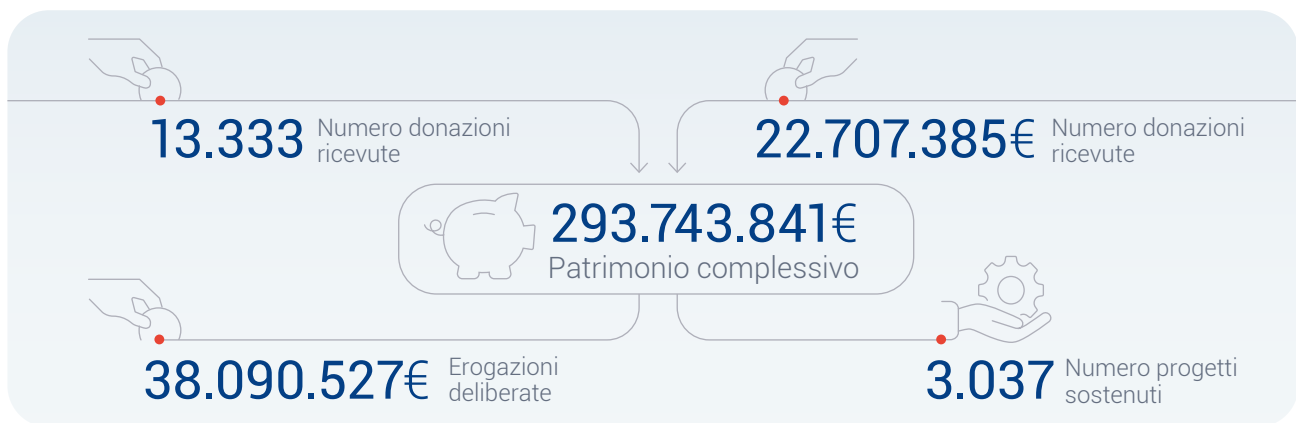 13.333 Numero donazioni
ricevute
22.707.385€ Numero donazioni
ricevute
293.743.841€
Patrimonio complessivo
38.090.527€ Erogazioni
deliberate
3.037 Numero progetti
sostenuti